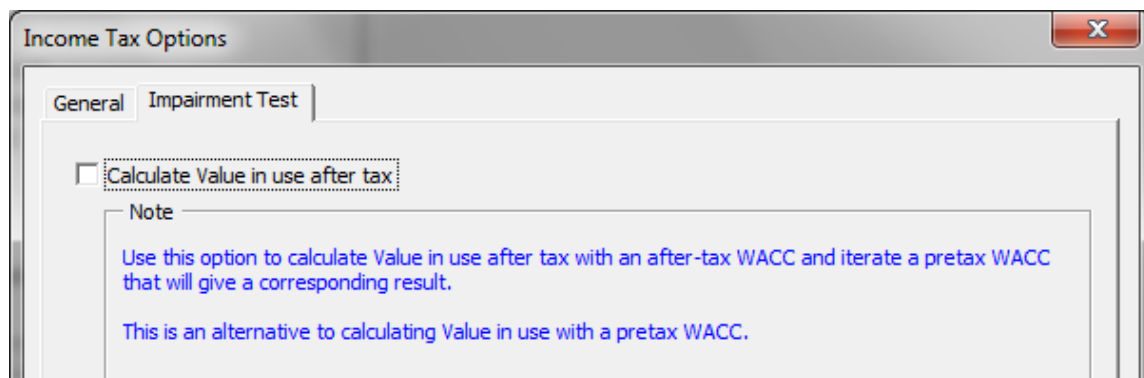 Income Tax Options
General Impairment Test
Calculate Value in use after tax
Note
Use this option to calculate Value in use after tax with an after-tax WACC and iterate a pretax WACC
that will give a corresponding result.
This is an alternative to calculating Value in use with a pretax WACC.